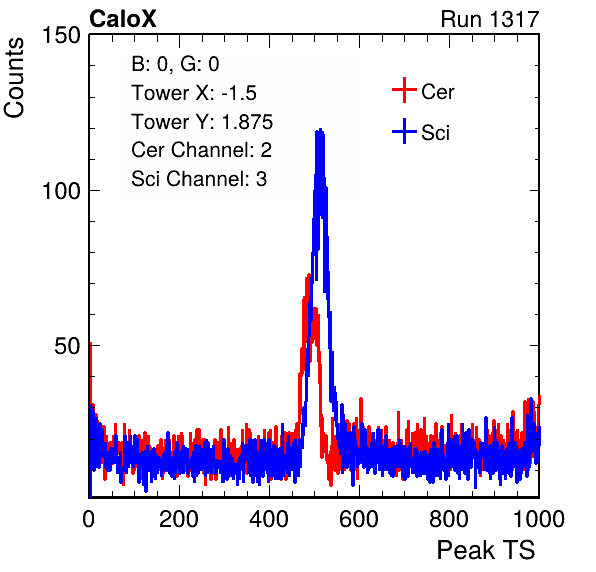 CaloX
Run 1317
Counts
B: 0, G: 0
Tower X: -1.5
Tower Y: 1.875
Cer Channel: 2
Sci Channel: 3
Cer
Sci
150
100
50
0 200 400 600 800 1000
Peak TS